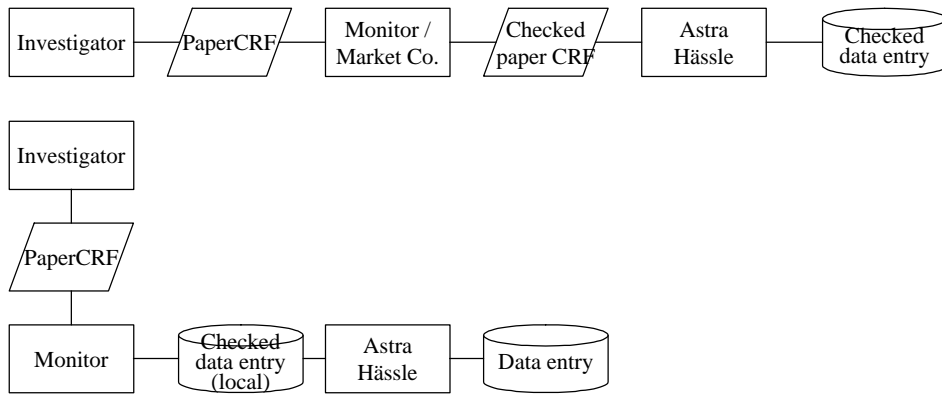 Investigator
PaperCRF
Monitor /
Market Co.
Checked
paper CRF
Astra
Hässle
Checked
data entry
Investigator
PaperCRF
Monitor
Checked
data entry
(local)
Astra
Hässle
Data entry